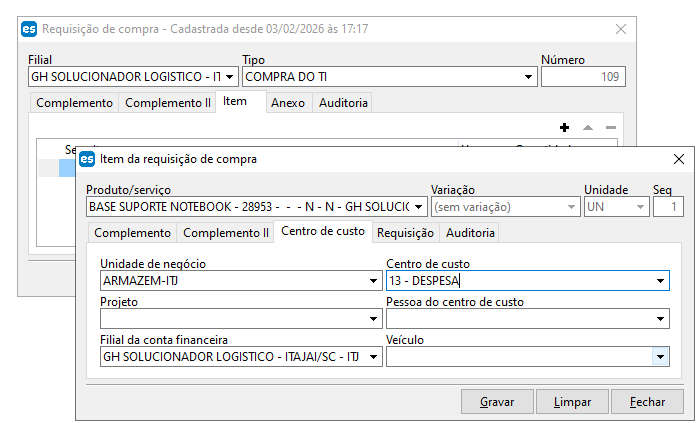 es Requisição de compra - Cadastrada desde 03/02/2026 às 17:17
Filial Tipo Número
GH SOLUCIONADOR LOGISTICO - IT COMPRA DO TI 109
Complemento Complemento II Item Anexo Auditoria
es Item da requisição de compra
Produto/serviço Variação Unidade Seq
BASE SUPORTE NOTEBOOK - 28953 - - - N - N - GH SOLUCIO (sem variação) UN 1
Complemento Complemento II Centro de custo Requisição Auditoria
Unidade de negócio Centro de custo
ARMAZEM-ITJ 13 - DESPESA
Projeto Pessoa do centro de custo
Filial da conta financeira Veículo
GH SOLUCIONADOR LOGISTICO - ITAJAI/SC - ITJ
Gravar Limpar Fechar